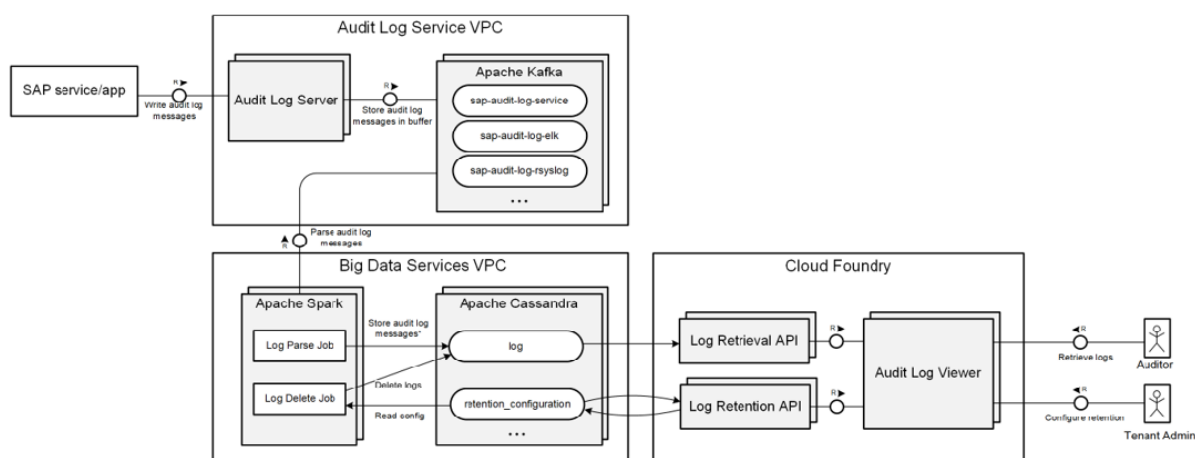 Audit Log Service VPC
SAP service/app
R
Write audit log
messages
Audit Log Server
R
Store audit log
messages in buffer
Apache Kafka
sap-audit-log-service
sap-audit-log-elk
sap-audit-log-rsyslog
...
R
Parse audit log
messages
Big Data Services VPC
Apache Spark
Log Parse Job
Log Delete Job
Store audit log
messages*
Delete logs
Read config
Apache Cassandra
log
retention_configuration
...
Cloud Foundry
Log Retrieval API
R
Log Retention API
R
Audit Log Viewer
R
Retrieve logs
Auditor
R
Configure retention
Tenant Admin